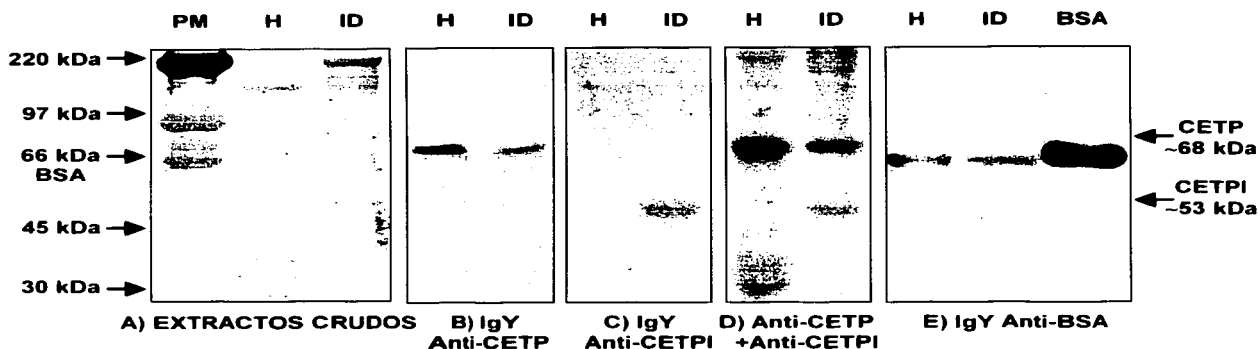 PM H ID H ID H ID H ID H ID BSA
220 kDa
97 kDa
66 kDa
BSA
45 kDa
30 kDa
CETP
~68 kDa
CETPI
~53 kDa
A) EXTRACTOS CRUDOS
B) IgY
Anti-CETP
C) IgY
Anti-CETPI
D) Anti-CETP
+Anti-CETPI
E) IgY Anti-BSA